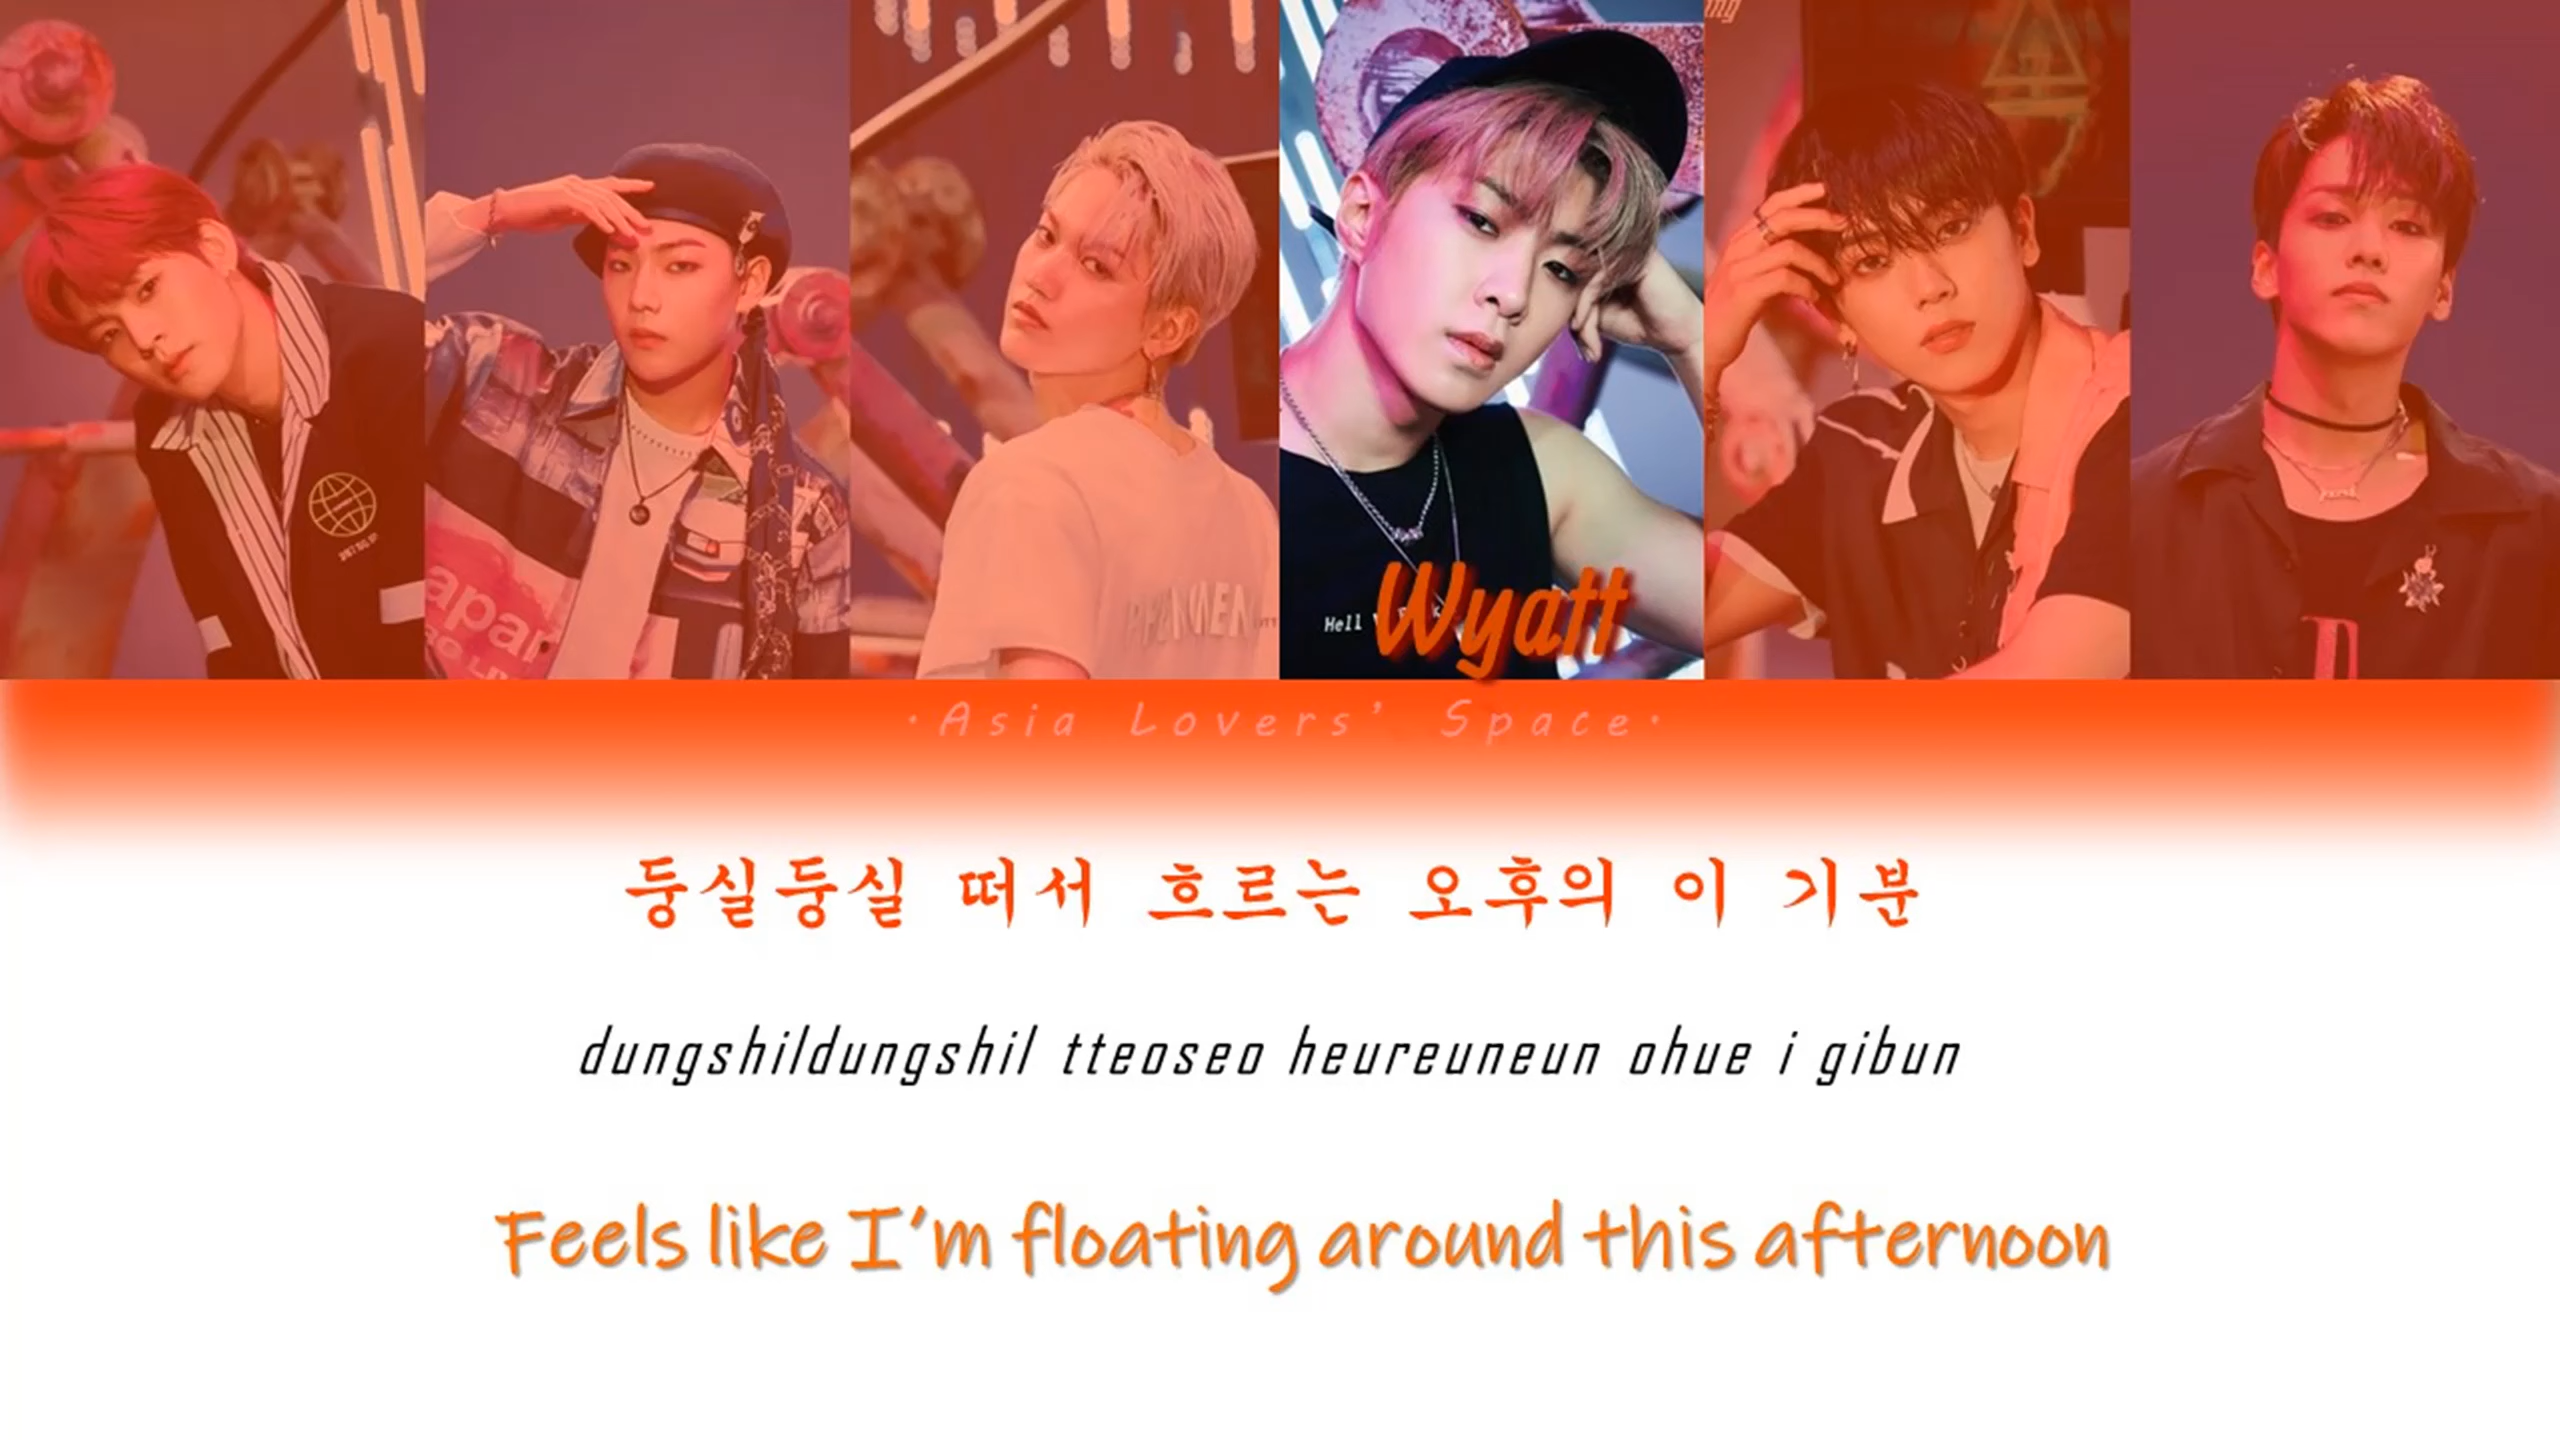 Wyatt
Hell
·Asia Lovers' Space·
둥실둥실 떠서 흐르는 오후의 이 기분
dungshildungshil tteoseo heureuneun ohue i gibun
Feels like I'm floating around this afternoon